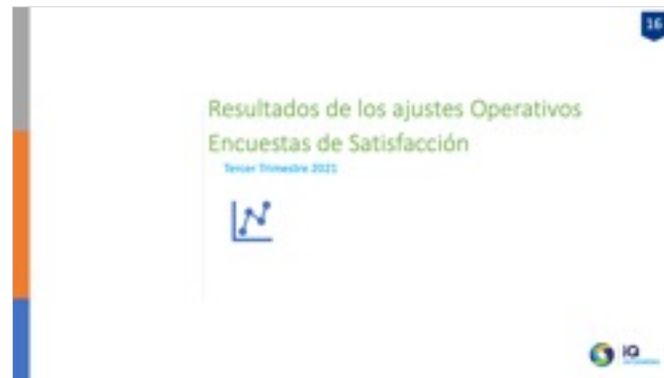 16
Resultados de los ajustes Operativos
Encuestas de Satisfacción
Tercer Trimestre 2021
iQ